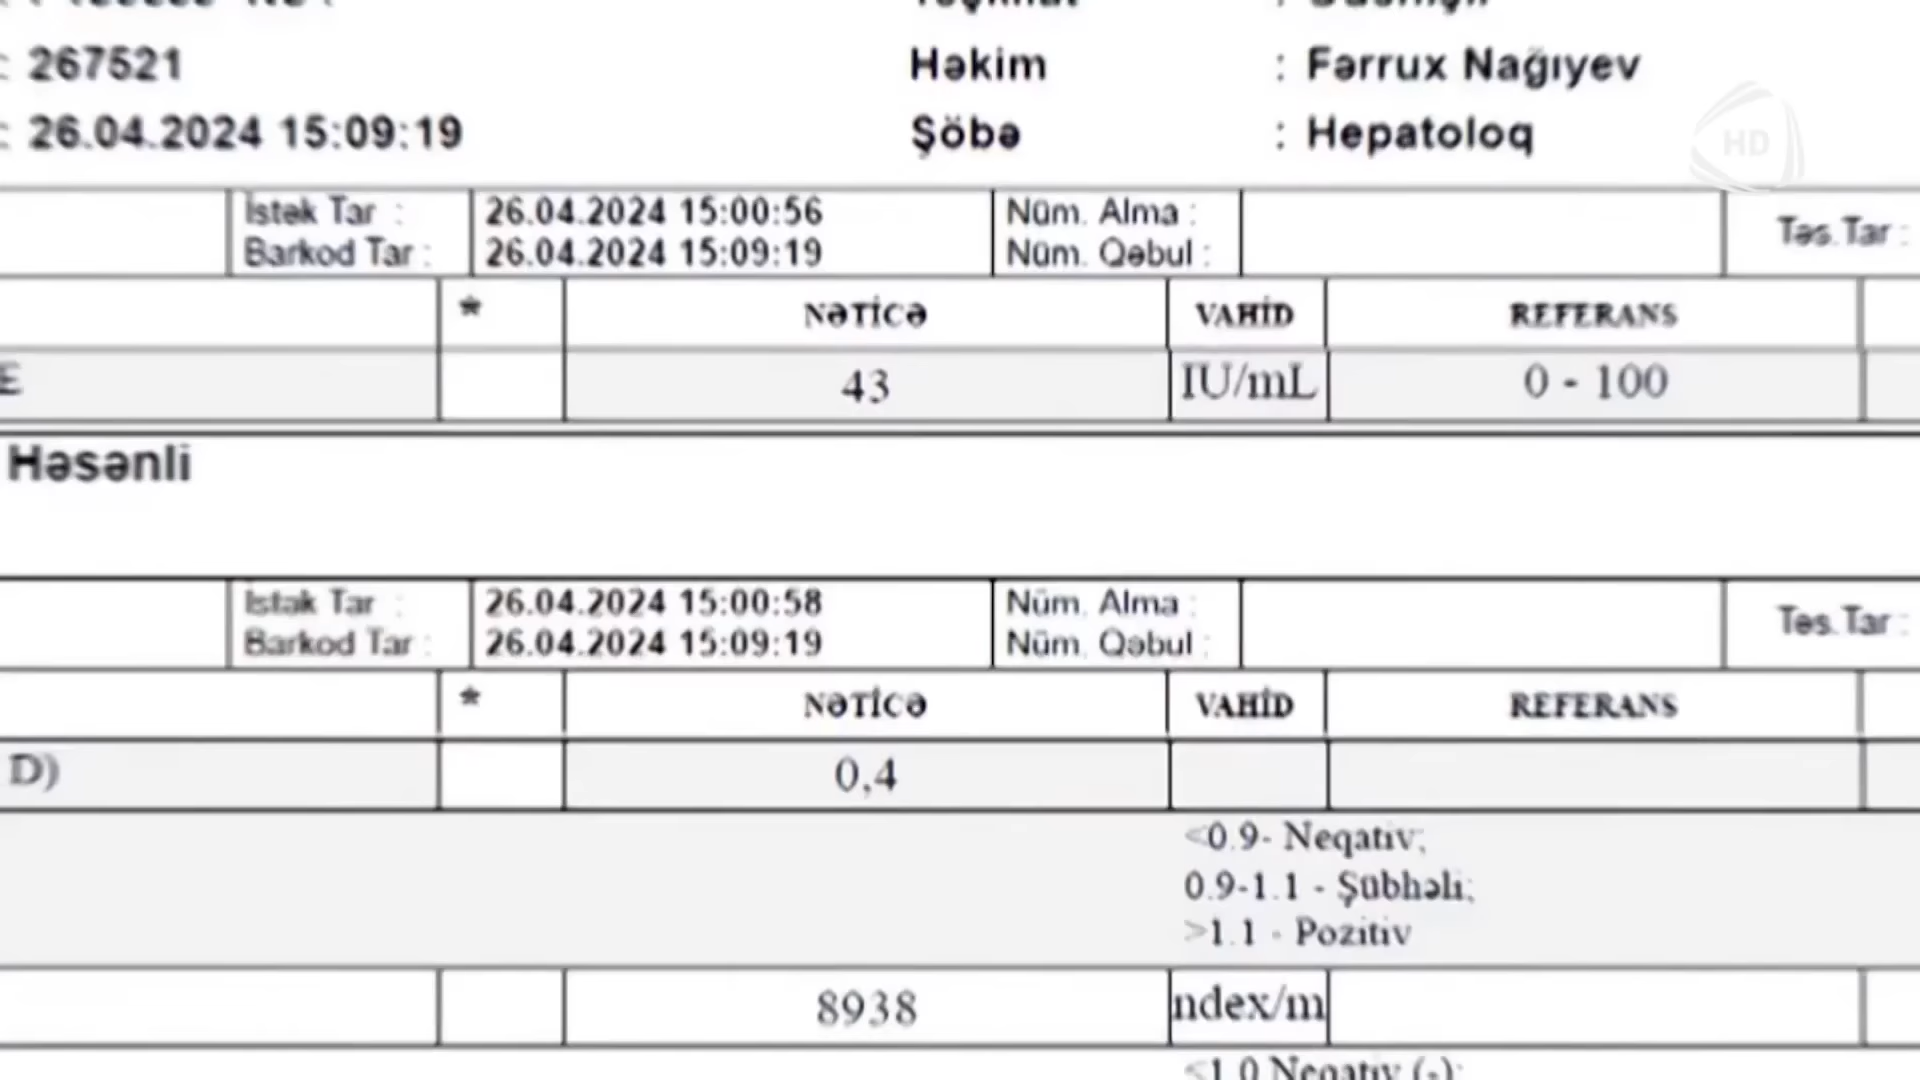 : 267521 Həkim : Fərrux Nağıyev
: 26.04.2024 15:09:19 Şöbə : Hepatoloq
HD
İstək Tar : 26.04.2024 15:00:56 Nüm. Alma : Təs.Tar :
Barkod Tar : 26.04.2024 15:09:19 Nüm. Qəbul :
* NƏTİCƏ VAHİD REFERANS
E 43 IU/mL 0 - 100
Həsənli
İstək Tar : 26.04.2024 15:00:58 Nüm. Alma : Təs.Tar :
Barkod Tar : 26.04.2024 15:09:19 Nüm. Qəbul :
* NƏTİCƏ VAHİD REFERANS
D) 0,4
<0.9- Neqativ;
0.9-1.1 - Şübhəli;
>1.1 - Pozitiv
8938 ndex/m
<1.0 Neqativ (-);